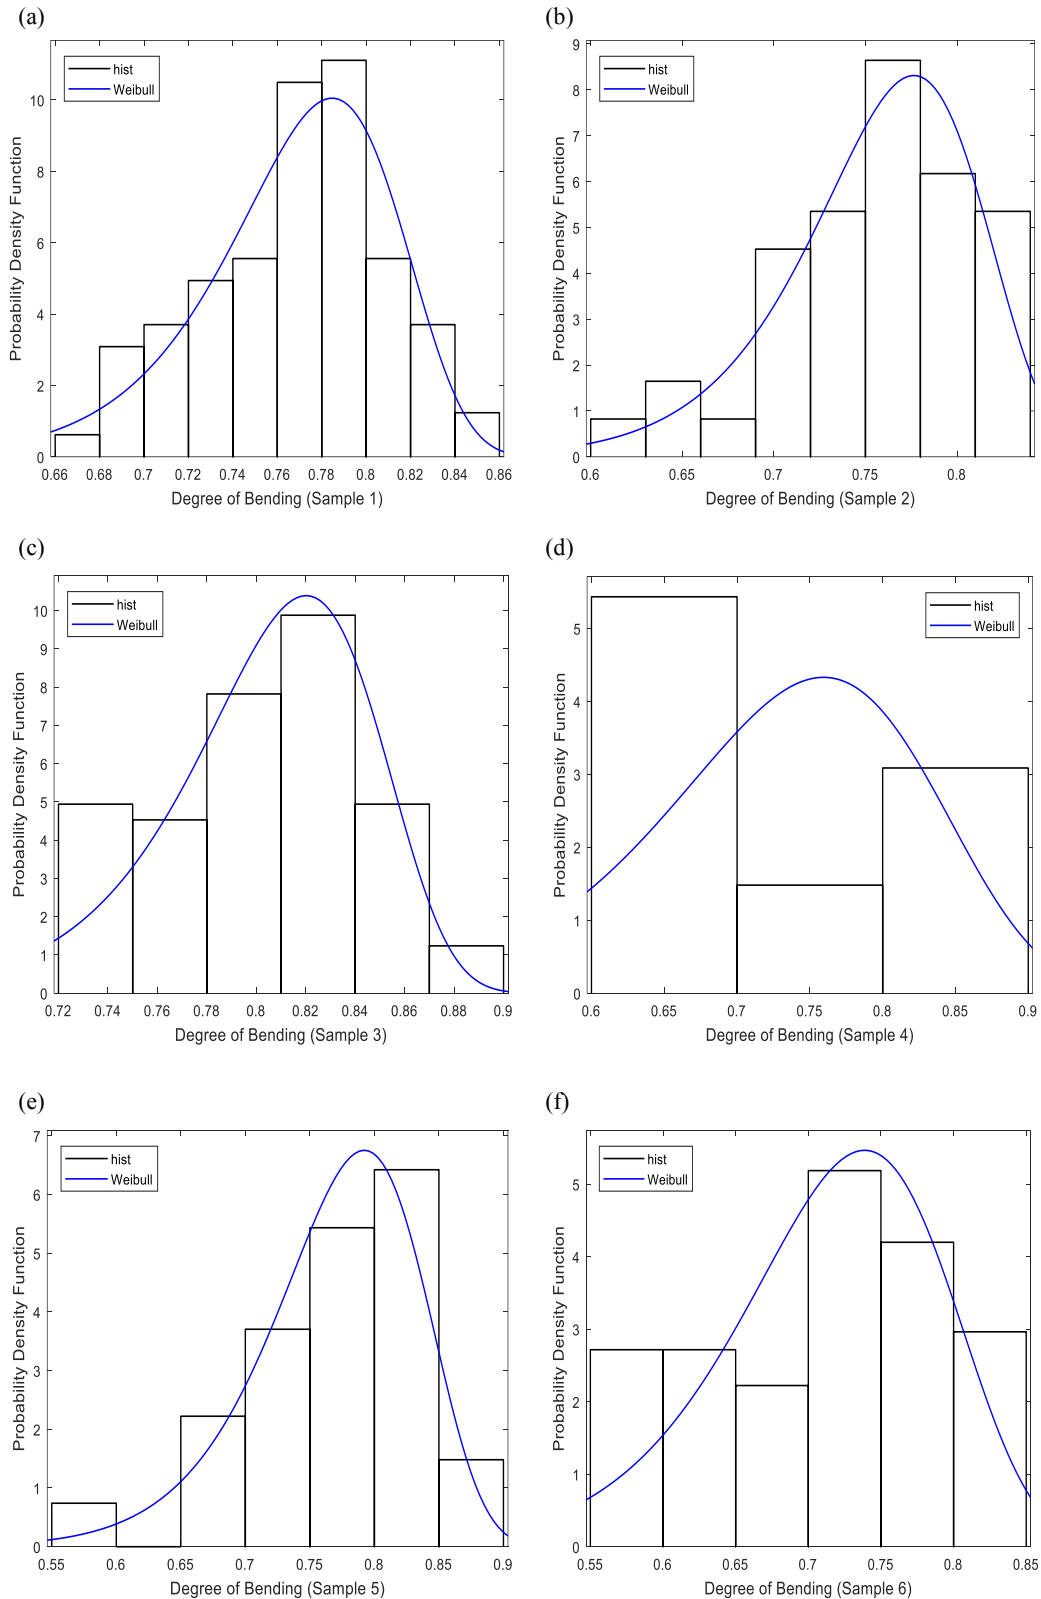 (a)
hist
Weibull
Probability Density Function
10
8
6
4
2
0
0.66 0.68 0.7 0.72 0.74 0.76 0.78 0.8 0.82 0.84 0.86
Degree of Bending (Sample 1)
(b)
hist
Weibull
Probability Density Function
9
8
7
6
5
4
3
2
1
0
0.6 0.65 0.7 0.75 0.8
Degree of Bending (Sample 2)
(c)
hist
Weibull
Probability Density Function
10
9
8
7
6
5
4
3
2
1
0
0.72 0.74 0.76 0.78 0.8 0.82 0.84 0.86 0.88 0.9
Degree of Bending (Sample 3)
(d)
hist
Weibull
Probability Density Function
5
4
3
2
1
0
0.6 0.65 0.7 0.75 0.8 0.85 0.9
Degree of Bending (Sample 4)
(e)
hist
Weibull
Probability Density Function
7
6
5
4
3
2
1
0
0.55 0.6 0.65 0.7 0.75 0.8 0.85 0.9
Degree of Bending (Sample 5)
(f)
hist
Weibull
Probability Density Function
5
4
3
2
1
0
0.55 0.6 0.65 0.7 0.75 0.8 0.85
Degree of Bending (Sample 6)